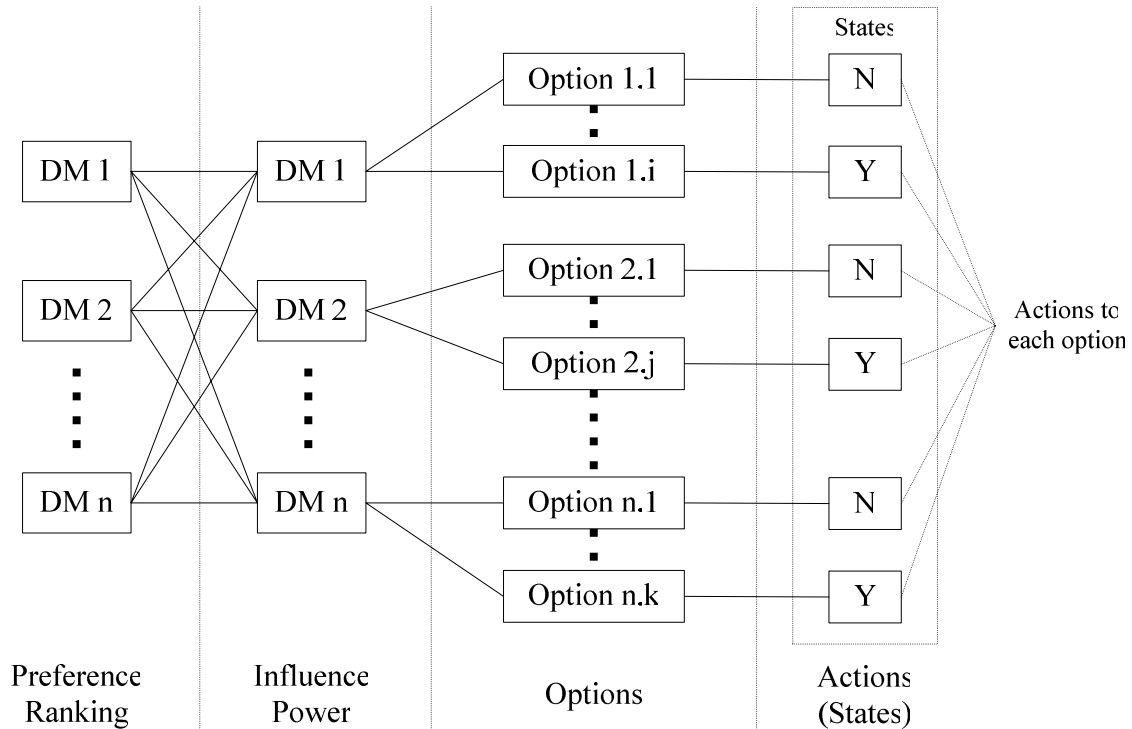 States
Option 1.1
N
DM 1
DM 1
Option 1.i
Y
Option 2.1
N
DM 2
DM 2
Actions to
each option
Option 2.j
Y
DM n
DM n
Option n.1
N
Option n.k
Y
Preference
Ranking
Influence
Power
Options
Actions
(States)